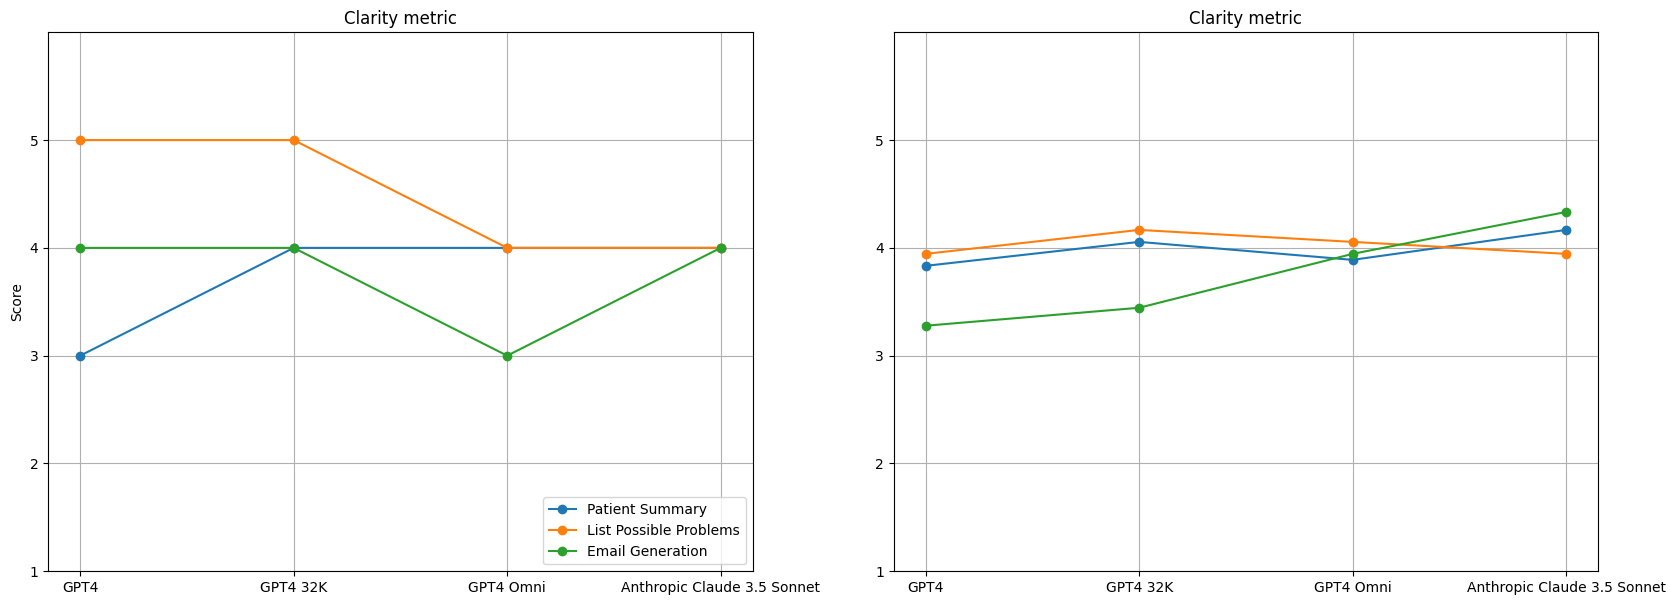 Clarity metric
Score
5
4
3
2
1
GPT4
GPT4 32K
GPT4 Omni
Anthropic Claude 3.5 Sonnet
Patient Summary
List Possible Problems
Email Generation
Clarity metric
5
4
3
2
1
GPT4
GPT4 32K
GPT4 Omni
Anthropic Claude 3.5 Sonnet